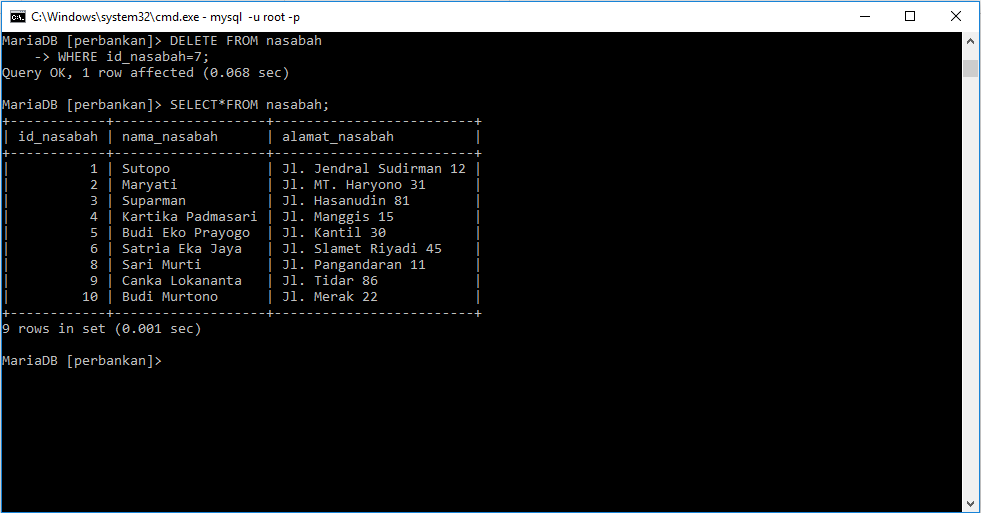 C:\Windows\system32\cmd.exe - mysql  -u root -p
MariaDB [perbankan]> DELETE FROM nasabah
    -> WHERE id_nasabah=7;
Query OK, 1 row affected (0.068 sec)

MariaDB [perbankan]> SELECT*FROM nasabah;
+------------+-------------------+-------------------------+
| id_nasabah | nama_nasabah      | alamat_nasabah          |
+------------+-------------------+-------------------------+
|          1 | Sutopo            | Jl. Jendral Sudirman 12 |
|          2 | Maryati           | Jl. MT. Haryono 31      |
|          3 | Suparman          | Jl. Hasanudin 81        |
|          4 | Kartika Padmasari | Jl. Manggis 15          |
|          5 | Budi Eko Prayogo  | Jl. Kantil 30           |
|          6 | Satria Eka Jaya   | Jl. Slamet Riyadi 45    |
|          8 | Sari Murti        | Jl. Pangandaran 11      |
|          9 | Canka Lokananta   | Jl. Tidar 86            |
|         10 | Budi Murtono      | Jl. Merak 22            |
+------------+-------------------+-------------------------+
9 rows in set (0.001 sec)

MariaDB [perbankan]>